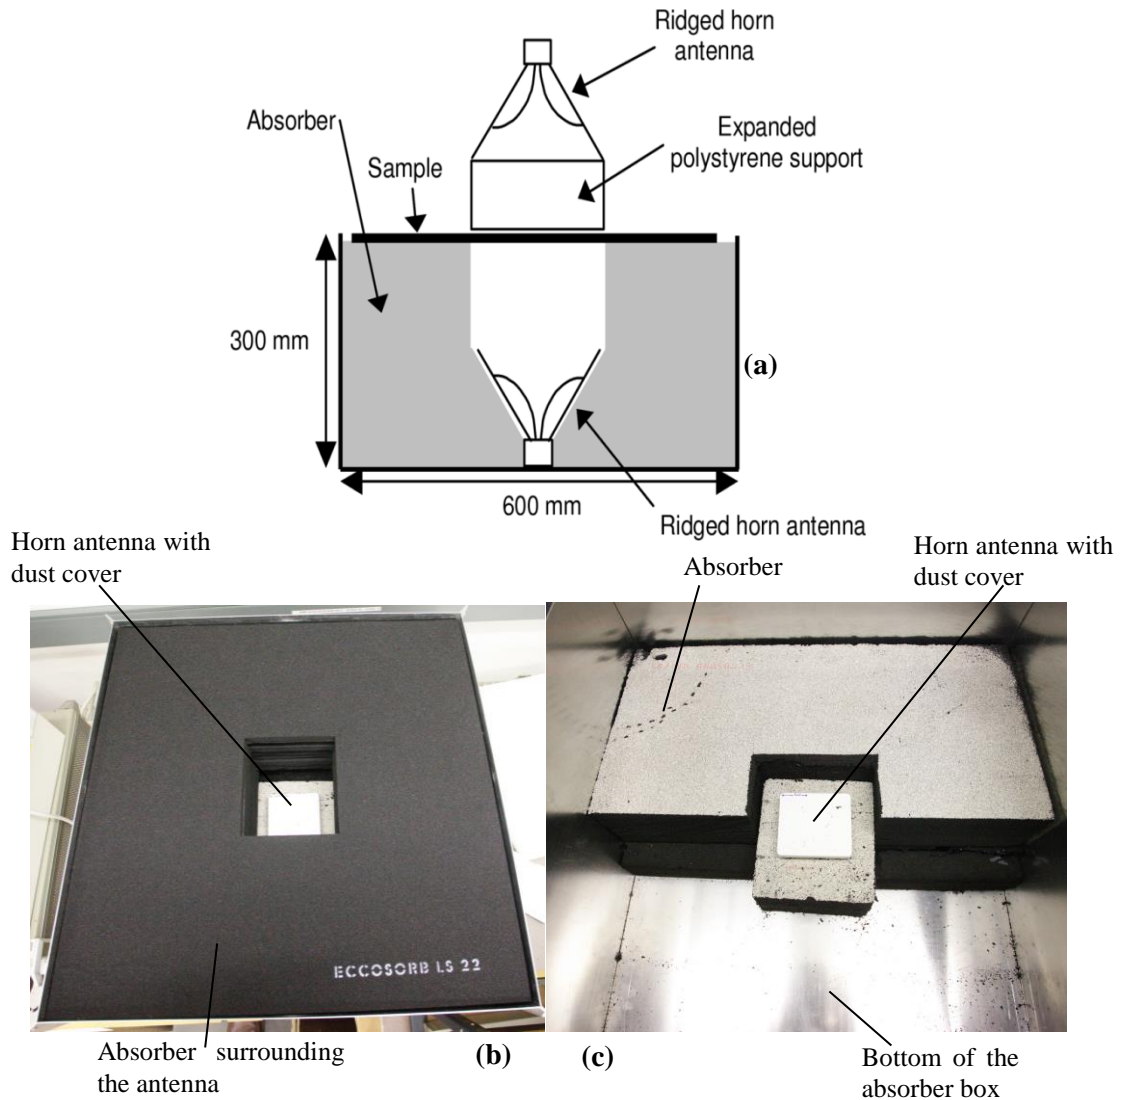 Ridged horn
antenna
Absorber
Expanded
polystyrene support
Sample
300 mm
(a)
600 mm
Ridged horn antenna
Horn antenna with
dust cover
Absorber
Horn antenna with
dust cover
ECCOSORB LS 22
Absorber surrounding
the antenna
(b)
(c)
Bottom of the
absorber box